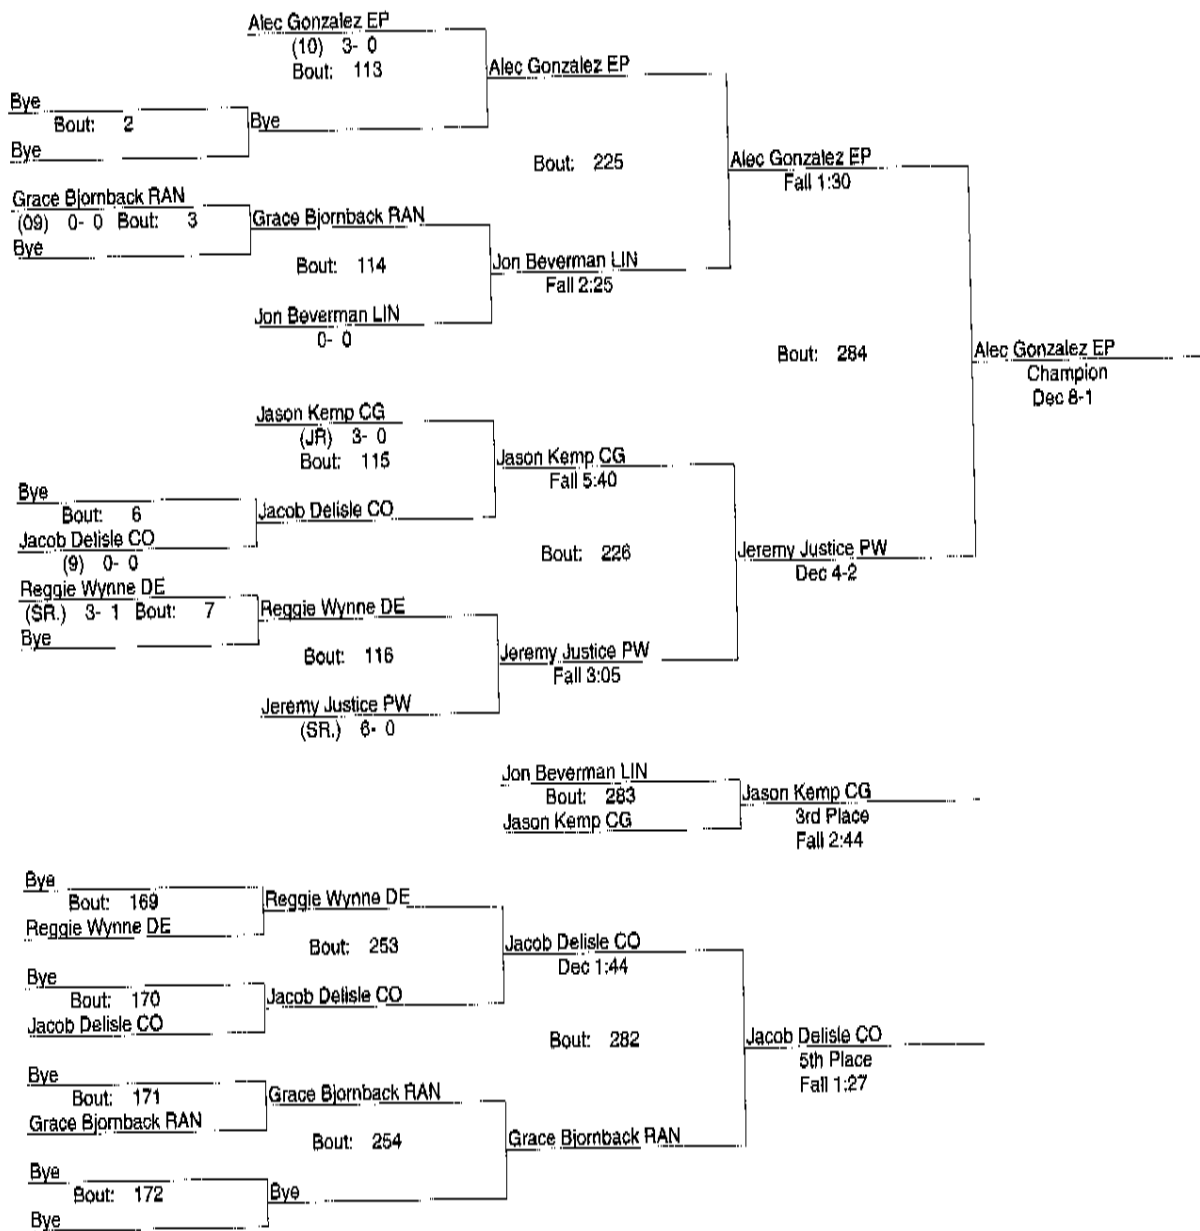 Alec Gonzalez EP
(10) 3- 0
Bout: 113
Alec Gonzalez EP
Bye
Bout: 2
Bye
Bye
Bout: 225
Alec Gonzalez EP
Fall 1:30
Grace Bjornback RAN
(09) 0- 0 Bout: 3
Bye
Grace Bjornback RAN
Bout: 114
Jon Beverman LIN
Fall 2:25
Jon Beverman LIN
0- 0
Bout: 284
Alec Gonzalez EP
Champion
Dec 8-1
Jason Kemp CG
(JR) 3- 0
Bout: 115
Jason Kemp CG
Fall 5:40
Bye
Bout: 6
Jacob Delisle CO
Jacob Delisle CO
(9) 0- 0
Bout: 226
Jeremy Justice PW
Dec 4-2
Reggie Wynne DE
(SR.) 3- 1 Bout: 7
Bye
Reggie Wynne DE
Bout: 116
Jeremy Justice PW
Fall 3:05
Jeremy Justice PW
(SR.) 6- 0
Jon Beverman LIN
Bout: 283
Jason Kemp CG
Jason Kemp CG
3rd Place
Fall 2:44
Bye
Bout: 169
Reggie Wynne DE
Reggie Wynne DE
Bout: 253
Jacob Delisle CO
Dec 1:44
Bye
Bout: 170
Jacob Delisle CO
Jacob Delisle CO
Bout: 282
Jacob Delisle CO
5th Place
Fall 1:27
Bye
Bout: 171
Grace Bjornback RAN
Grace Bjornback RAN
Bout: 254
Grace Bjornback RAN
Bye
Bout: 172
Bye
Bye